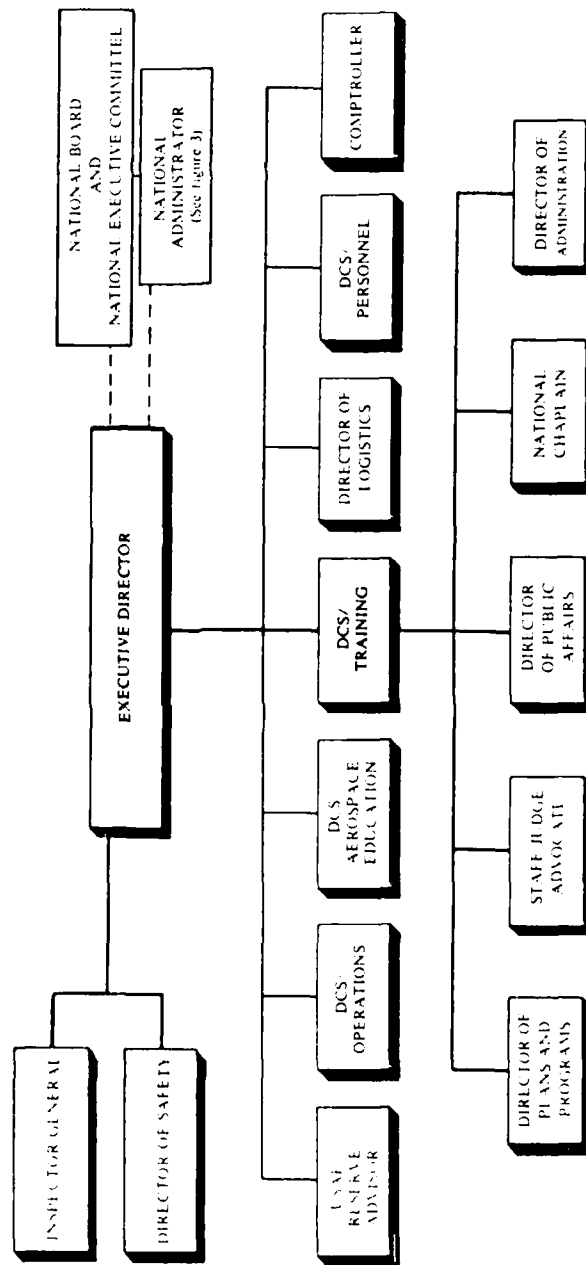 NATIONAL BOARD
AND
NATIONAL EXECUTIVE COMMITTEE
NATIONAL
ADMINISTRATOR
(See Figure 3)
EXECUTIVE DIRECTOR
INSPECTOR GENERAL
DIRECTOR OF SAFETY
USAF
RESERVE
ADVISOR
DCS
OPERATIONS
DCS
AEROSPACE
EDUCATION
DCS/
TRAINING
DIRECTOR OF
LOGISTICS
DCS/
PERSONNEL
COMPTROLLER
DIRECTOR OF
PLANS AND
PROGRAMS
STAFF JUDGE
ADVOCATE
DIRECTOR
OF PUBLIC
AFFAIRS
NATIONAL
CHAPLAIN
DIRECTOR OF
ADMINISTRATION